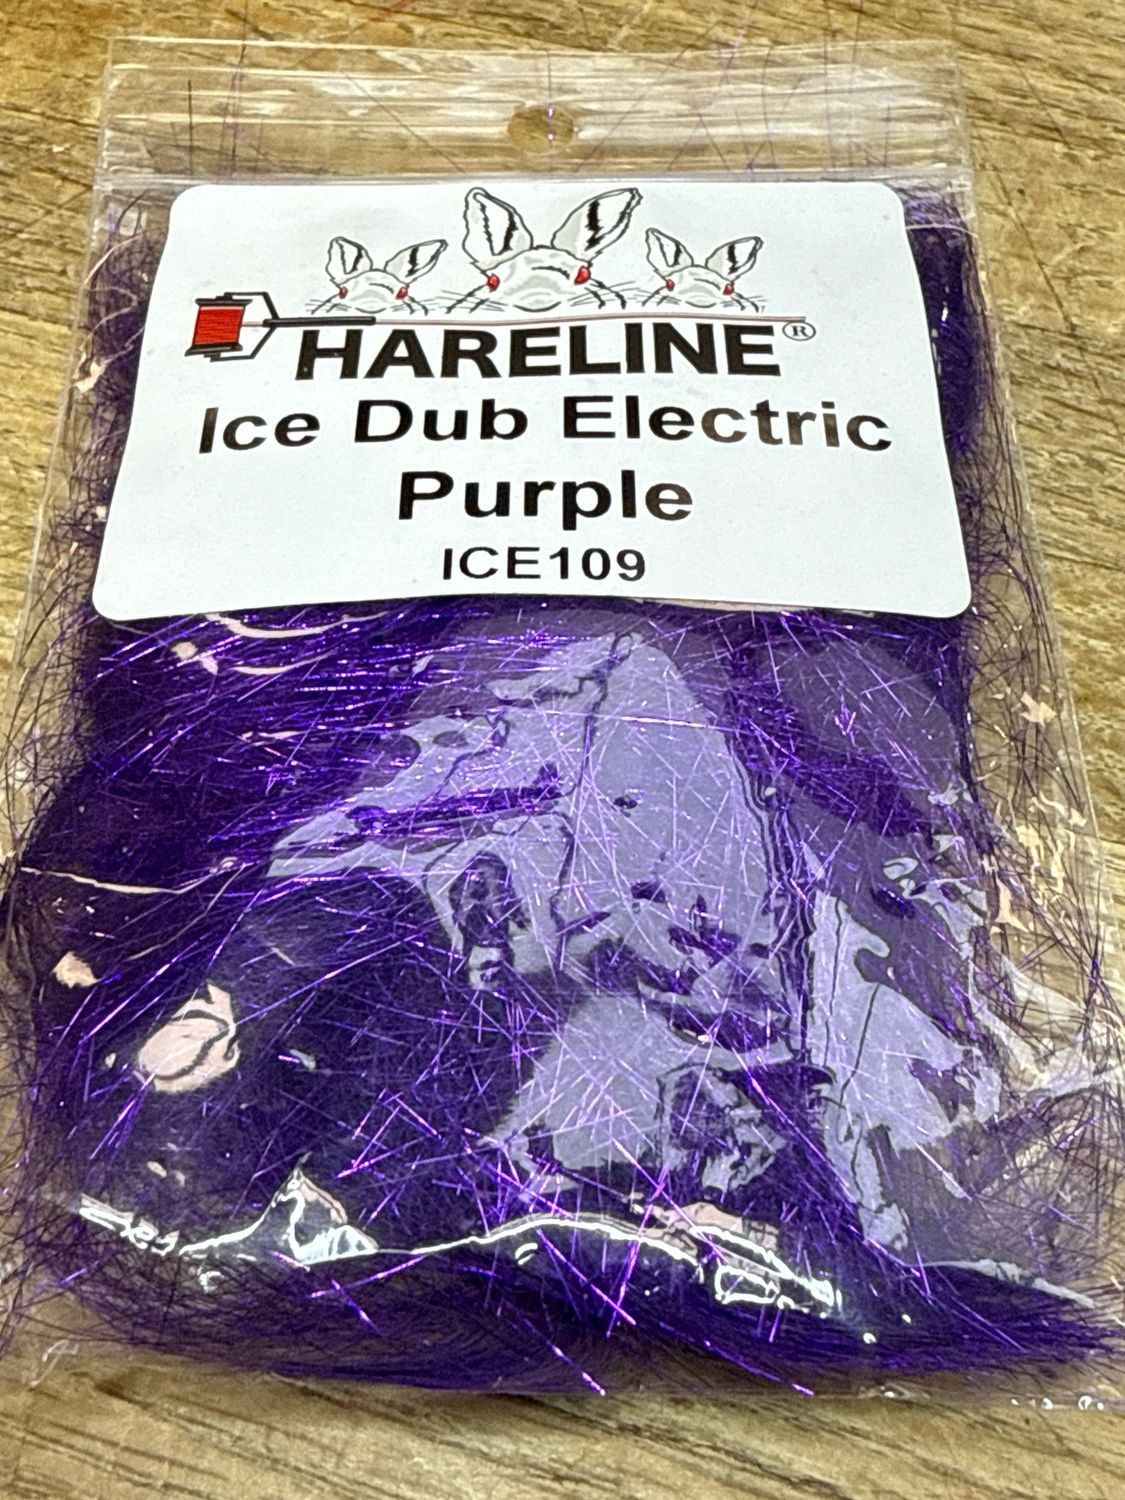 HARELINE®
Ice Dub Electric
Purple
ICE109